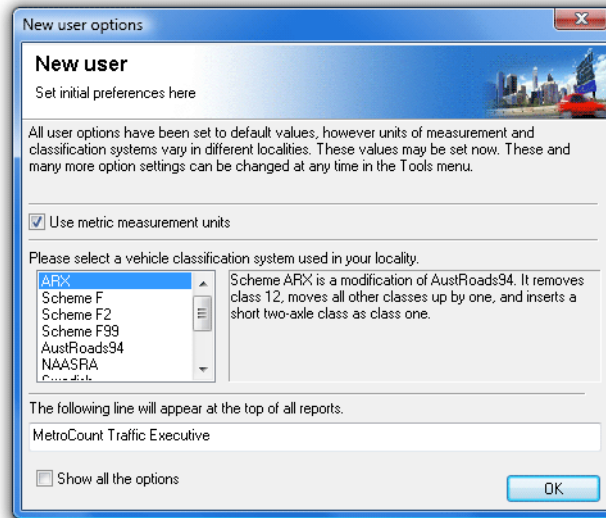 New user options
New user
Set initial preferences here
All user options have been set to default values, however units of measurement and
classification systems vary in different localities. These values may be set now. These and
many more option settings can be changed at any time in the Tools menu.
Use metric measurement units
Please select a vehicle classification system used in your locality.
ARX
Scheme F
Scheme F2
Scheme F99
AustRoads94
NAASRA
Scheme ARX is a modification of AustRoads94. It removes
class 12, moves all other classes up by one, and inserts a
short two-axle class as class one.
The following line will appear at the top of all reports.
MetroCount Traffic Executive
Show all the options
OK